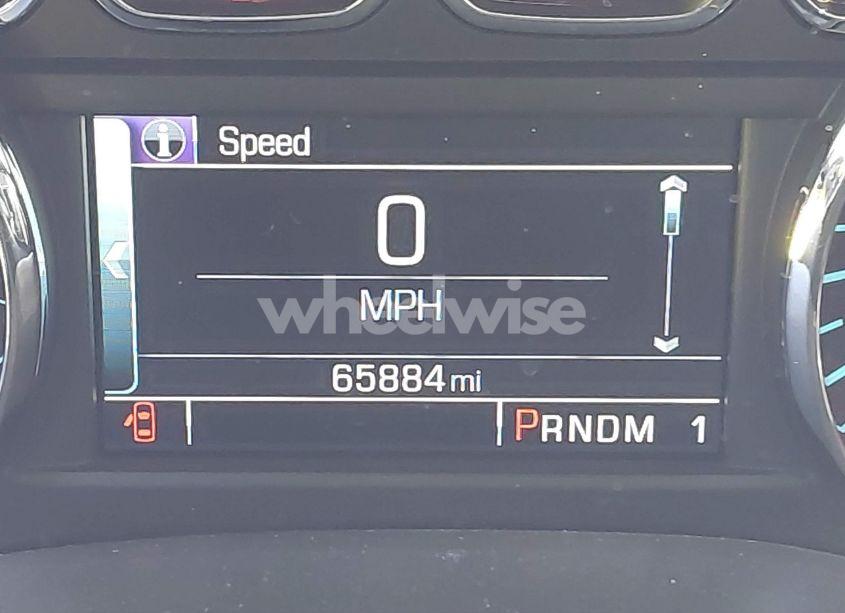 Speed
0
MPH
wheelwise
65884 mi
PRNDM 1